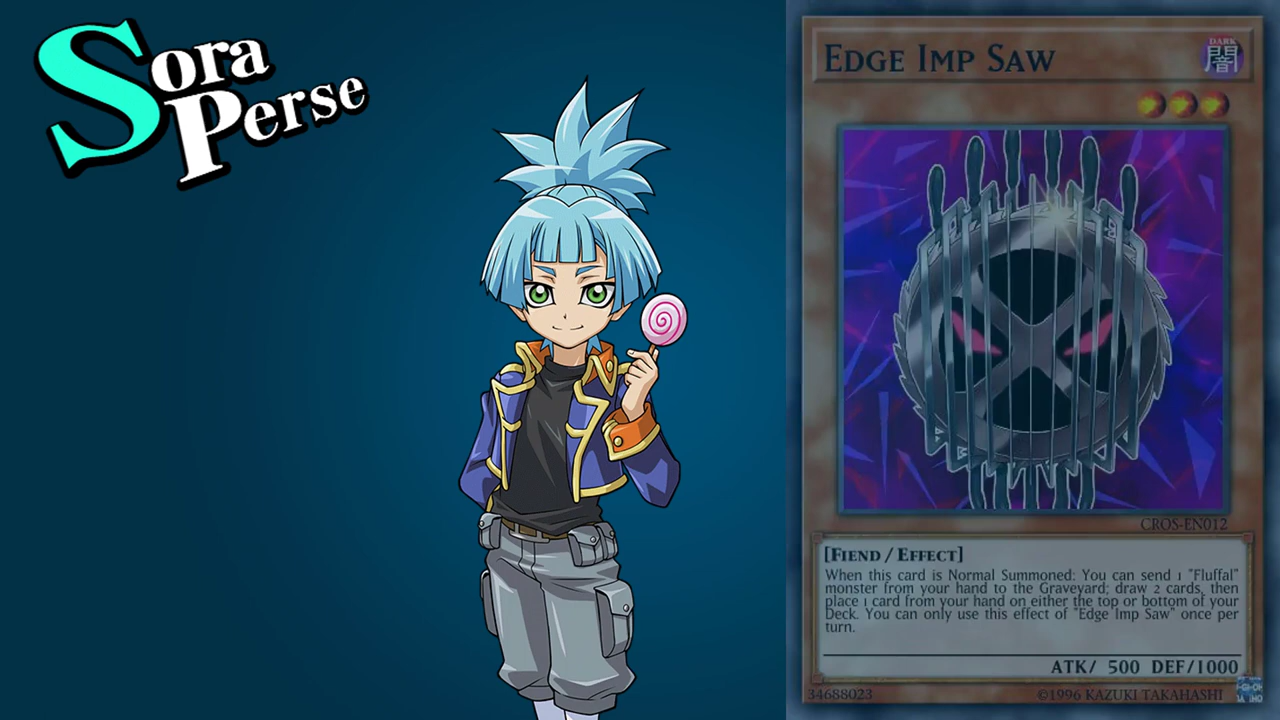 Sora
Perse
Edge Imp Saw
DARK
闇
CROS-EN012
[Fiend / Effect]
When this card is Normal Summoned: You can send 1 "Fluffal"
monster from your hand to the Graveyard; draw 2 cards, then
place 1 card from your hand on either the top or bottom of your
Deck. You can only use this effect of "Edge Imp Saw" once per
turn.
ATK/ 500 DEF/1000
34688023
©1996 KAZUKI TAKAHASHI